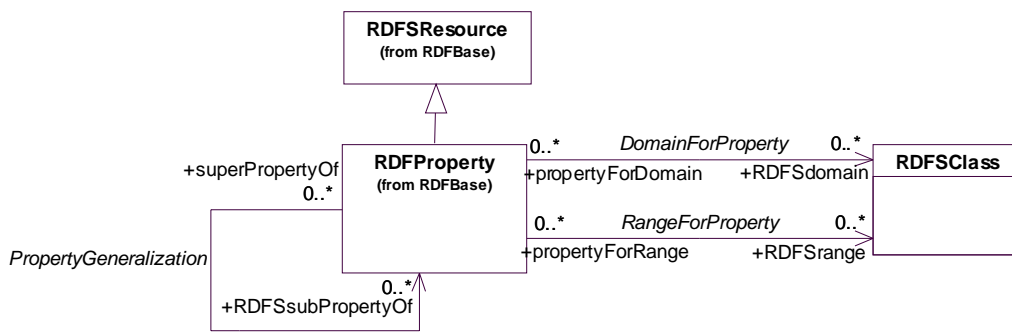 RDFSResource
(from RDFBase)
0..* DomainForProperty 0..*
RDFProperty
(from RDFBase)
RDFSClass
+superPropertyOf
0..*
+propertyForDomain +RDFSdomain
0..* RangeForProperty 0..*
+propertyForRange +RDFSrange
PropertyGeneralization
0..*
+RDFSsubPropertyOf